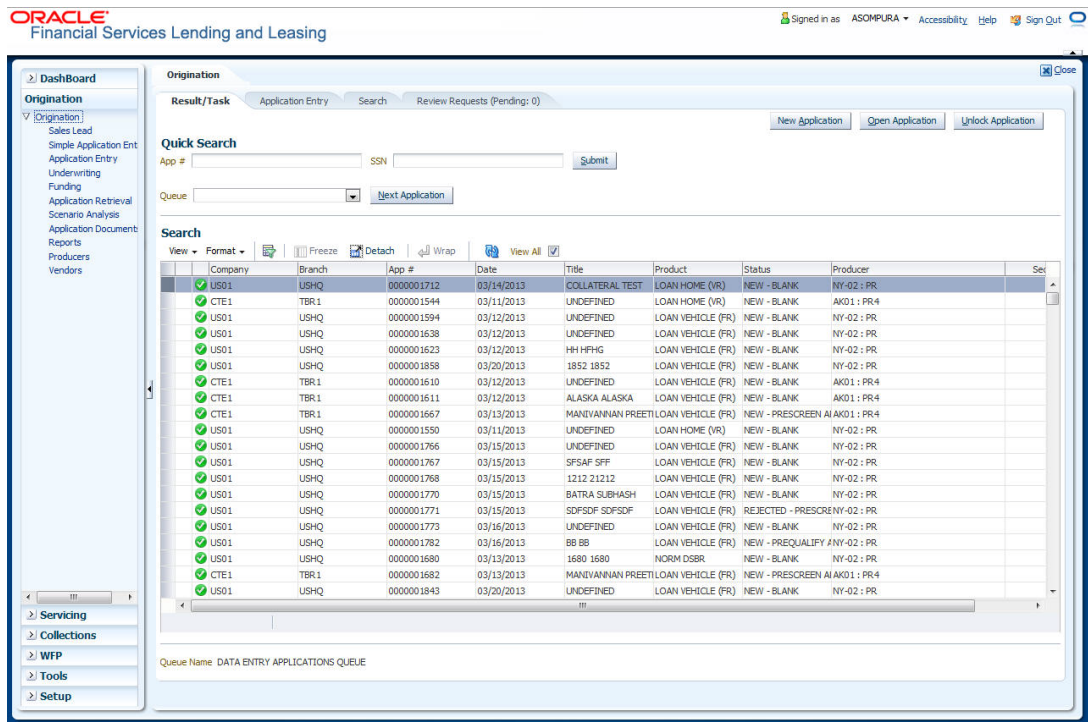 ORACLE
Financial Services Lending and Leasing
Signed in as ASOMPURA Accessibility Help Sign Out
Close
DashBoard
Origination
Origination
Sales Lead
Simple Application Ent
Application Entry
Underwriting
Funding
Application Retrieval
Scenario Analysis
Application Document
Reports
Producers
Vendors
Servicing
Collections
WFP
Tools
Setup
Origination
Result/Task Application Entry Search Review Requests (Pending: 0)
New Application Open Application Unlock Application
Quick Search
App # SSN Submit
Queue Next Application
Search
View Format Freeze Detach Wrap View All
Company Branch App # Date Title Product Status Producer Sec
US01 USHQ 0000001712 03/14/2013 COLLATERAL TEST LOAN HOME (VR) NEW - BLANK NY-02 : PR
CTE1 TBR1 0000001544 03/11/2013 UNDEFINED LOAN HOME (VR) NEW - BLANK AK01 : PR4
US01 USHQ 0000001594 03/12/2013 UNDEFINED LOAN VEHICLE (FR) NEW - BLANK NY-02 : PR
US01 USHQ 0000001638 03/12/2013 UNDEFINED LOAN VEHICLE (FR) NEW - BLANK NY-02 : PR
US01 USHQ 0000001623 03/12/2013 HH HFHG LOAN VEHICLE (FR) NEW - BLANK NY-02 : PR
US01 USHQ 0000001858 03/20/2013 1852 1852 LOAN VEHICLE (FR) NEW - BLANK NY-02 : PR
CTE1 TBR1 0000001610 03/12/2013 UNDEFINED LOAN VEHICLE (FR) NEW - BLANK AK01 : PR4
CTE1 TBR1 0000001611 03/12/2013 ALASKA ALASKA LOAN VEHICLE (FR) NEW - BLANK AK01 : PR4
CTE1 TBR1 0000001667 03/13/2013 MANIVANNAN PREETI LOAN VEHICLE (FR) NEW - PRESCREEN A AK01 : PR4
US01 USHQ 0000001550 03/11/2013 UNDEFINED LOAN HOME (VR) NEW - BLANK NY-02 : PR
US01 USHQ 0000001766 03/15/2013 UNDEFINED LOAN VEHICLE (FR) NEW - BLANK NY-02 : PR
US01 USHQ 0000001767 03/15/2013 SFSAF SFF LOAN VEHICLE (FR) NEW - BLANK NY-02 : PR
US01 USHQ 0000001768 03/15/2013 1212 21212 LOAN VEHICLE (FR) NEW - BLANK NY-02 : PR
US01 USHQ 0000001770 03/15/2013 BATRA SUBHASH LOAN VEHICLE (FR) NEW - BLANK NY-02 : PR
US01 USHQ 0000001771 03/15/2013 SDFSDF SDFSDF LOAN VEHICLE (FR) REJECTED - PRESCRE NY-02 : PR
US01 USHQ 0000001773 03/16/2013 UNDEFINED LOAN VEHICLE (FR) NEW - BLANK NY-02 : PR
US01 USHQ 0000001782 03/16/2013 BB BB LOAN VEHICLE (FR) NEW - PREQUALIFY A NY-02 : PR
US01 USHQ 0000001680 03/13/2013 1680 1680 NORM DSBR NEW - BLANK NY-02 : PR
CTE1 TBR1 0000001682 03/13/2013 MANIVANNAN PREETI LOAN VEHICLE (FR) NEW - PRESCREEN A AK01 : PR4
US01 USHQ 0000001843 03/20/2013 UNDEFINED LOAN VEHICLE (FR) NEW - BLANK NY-02 : PR
Queue Name DATA ENTRY APPLICATIONS QUEUE